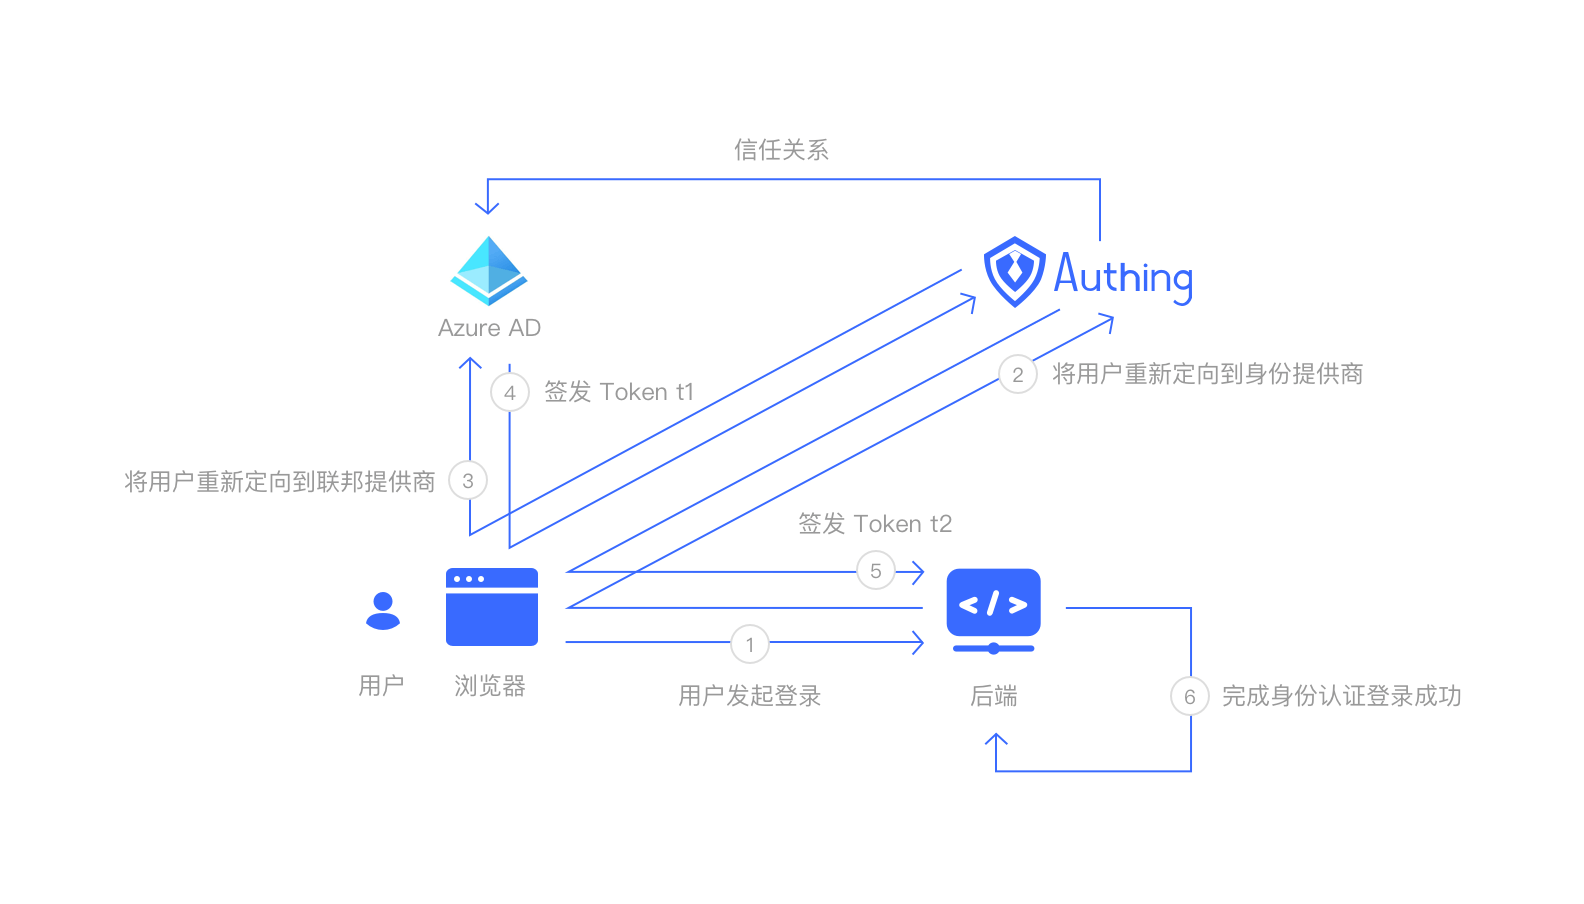 信任关系
Authing
Azure AD
2 将用户重新定向到身份提供商
4 签发 Token t1
将用户重新定向到联邦提供商 3
签发 Token t2
5
</>
1
用户
浏览器
用户发起登录
后端
6 完成身份认证登录成功